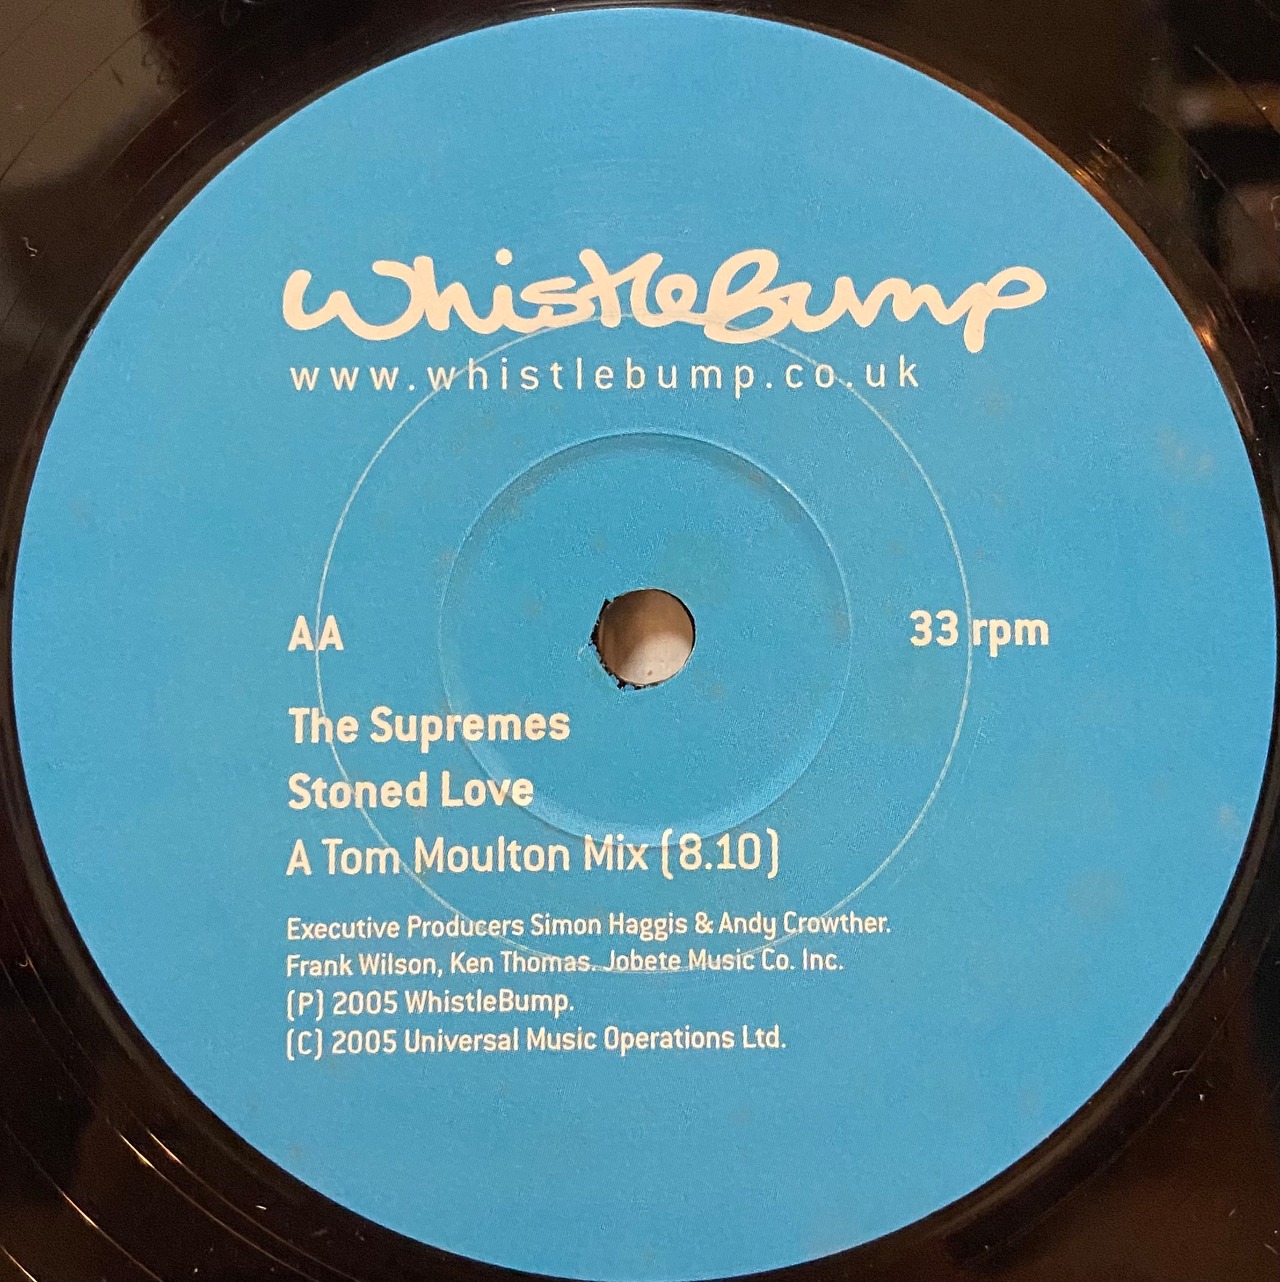 WhistleBump
www.whistlebump.co.uk
AA 33 rpm
The Supremes
Stoned Love
A Tom Moulton Mix (8.10)
Executive Producers Simon Haggis & Andy Crowther.
Frank Wilson, Ken Thomas. Jobete Music Co. Inc.
(P) 2005 WhistleBump.
(C) 2005 Universal Music Operations Ltd.